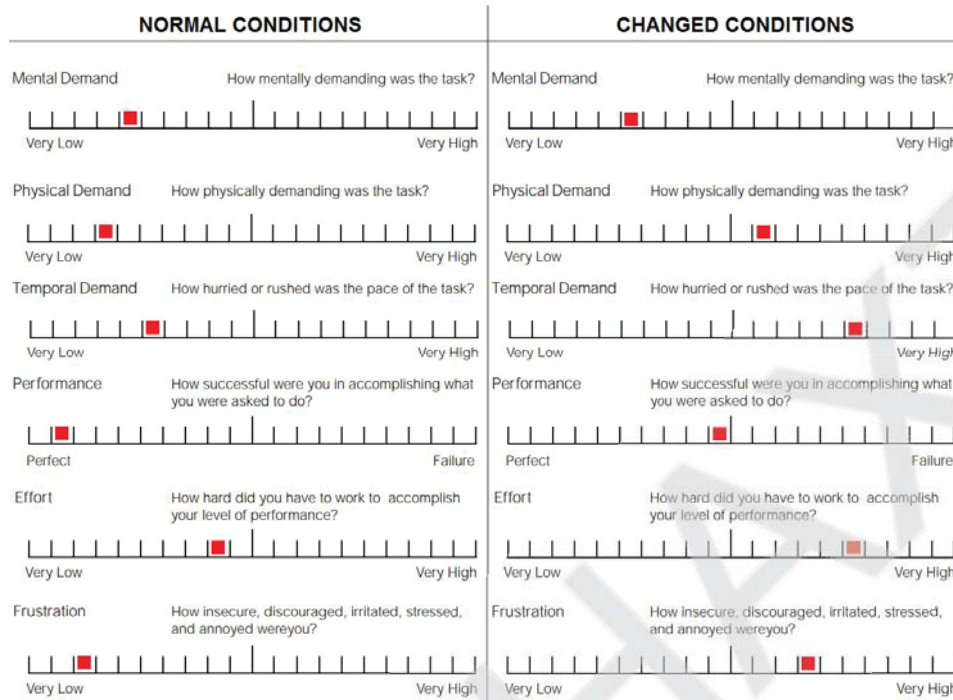 NORMAL CONDITIONS
Mental Demand How mentally demanding was the task?
Very Low Very High
Physical Demand How physically demanding was the task?
Very Low Very High
Temporal Demand How hurried or rushed was the pace of the task?
Very Low Very High
Performance How successful were you in accomplishing what
you were asked to do?
Perfect Failure
Effort How hard did you have to work to accomplish
your level of performance?
Very Low Very High
Frustration How insecure, discouraged, irritated, stressed,
and annoyed wereyou?
Very Low Very High
CHANGED CONDITIONS
Mental Demand How mentally demanding was the task?
Very Low Very High
Physical Demand How physically demanding was the task?
Very Low Very High
Temporal Demand How hurried or rushed was the pace of the task?
Very Low Very High
Performance How successful were you in accomplishing what
you were asked to do?
Perfect Failure
Effort How hard did you have to work to accomplish
your level of performance?
Very Low Very High
Frustration How insecure, discouraged, irritated, stressed,
and annoyed wereyou?
Very Low Very High